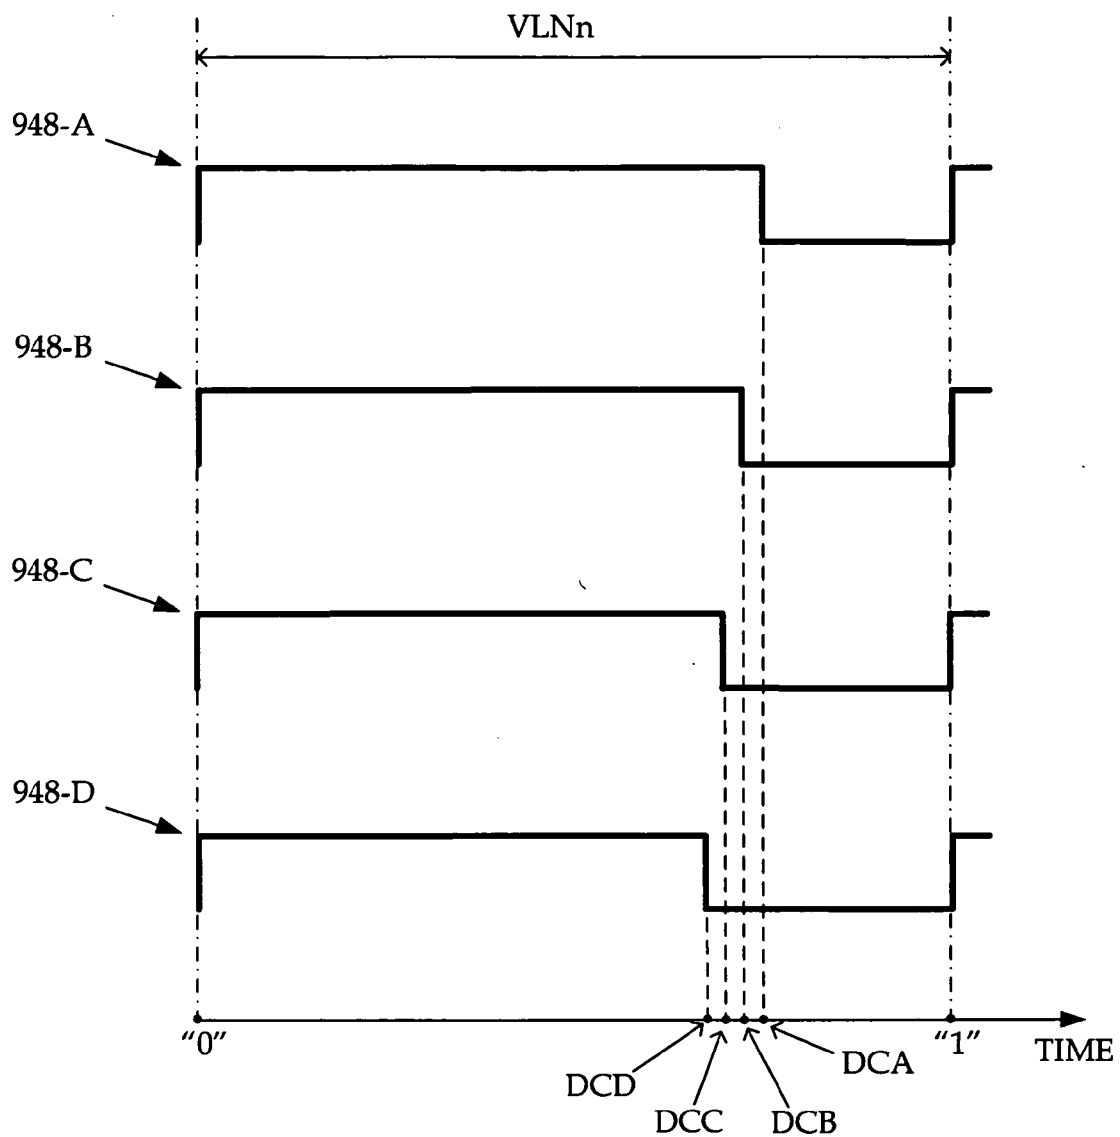 VLNn
948-A
948-B
948-C
948-D
“0”
“1”
TIME
DCD
DCC
DCB
DCA